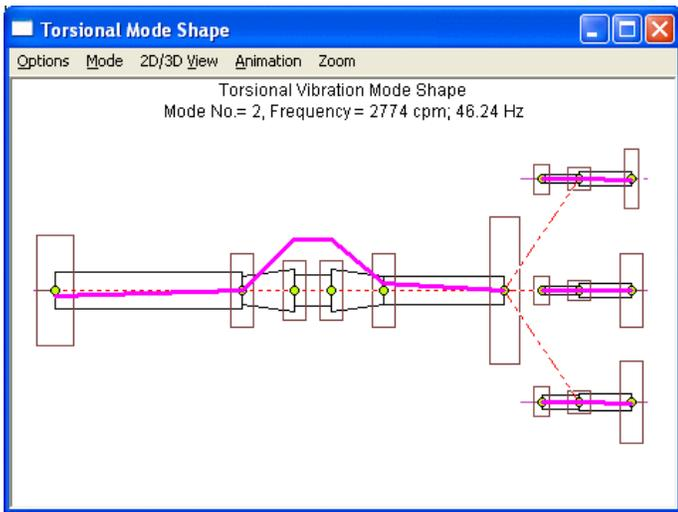 Torsional Mode Shape
Options Mode 2D/3D View Animation Zoom
Torsional Vibration Mode Shape
Mode No.= 2, Frequency = 2774 cpm; 46.24 Hz